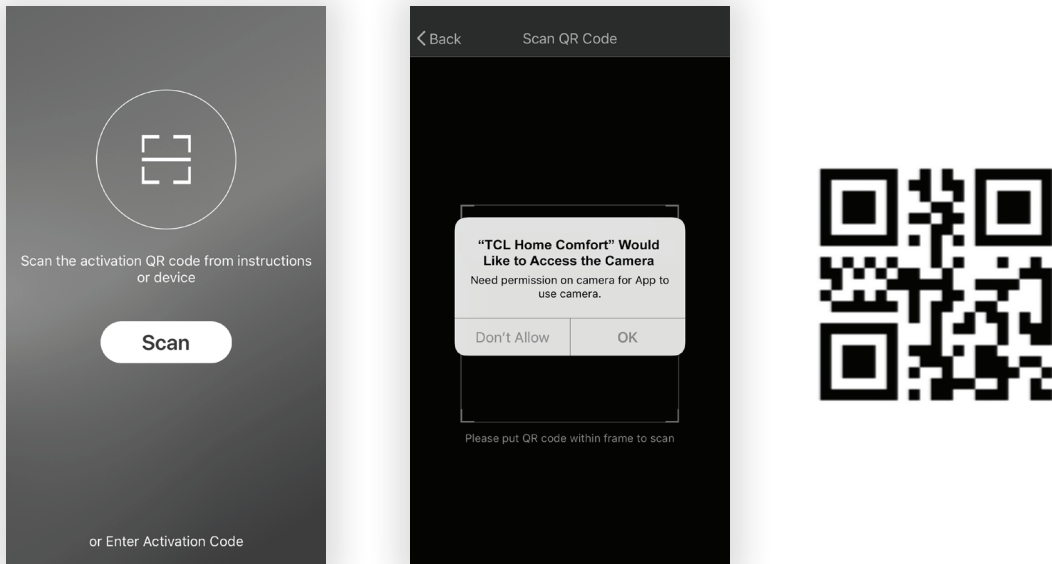 Scan the activation QR code from instructions
or device
Scan
or Enter Activation Code
Back
Scan QR Code
“TCL Home Comfort” Would
Like to Access the Camera
Need permission on camera for App to
use camera.
Don't Allow
OK
Please put QR code within frame to scan